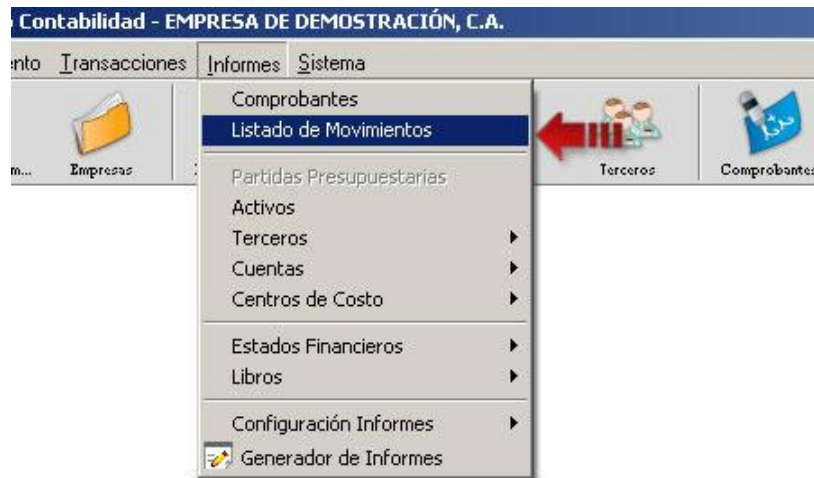 Contabilidad - EMPRESA DE DEMOSTRACIÓN, C.A.
ento Transacciones Informes Sistema
m... Empresas Terceros Comprobantes
Comprobantes
Listado de Movimientos
Partidas Presupuestarias
Activos
Terceros
Cuentas
Centros de Costo
Estados Financieros
Libros
Configuración Informes
Generador de Informes